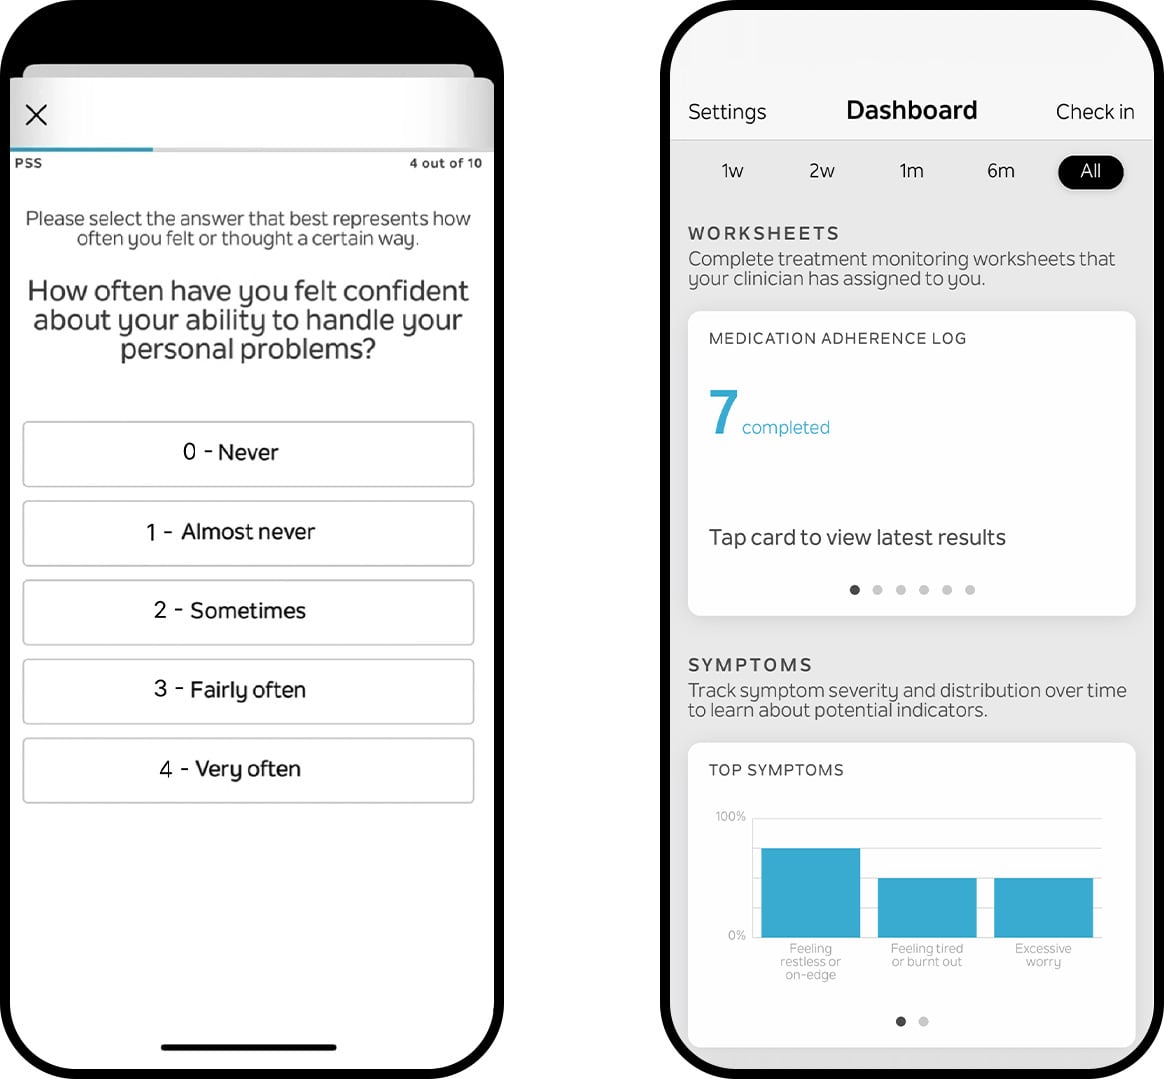 PSS
4 out of 10
Please select the answer that best represents how
often you felt or thought a certain way.
How often have you felt confident
about your ability to handle your
personal problems?
0 - Never
1 - Almost never
2 - Sometimes
3 - Fairly often
4 - Very often
Settings
Dashboard
Check in
1w
2w
1m
6m
All
WORKSHEETS
Complete treatment monitoring worksheets that
your clinician has assigned to you.
MEDICATION ADHERENCE LOG
7 completed
Tap card to view latest results
SYMPTOMS
Track symptom severity and distribution over time
to learn about potential indicators.
TOP SYMPTOMS
100%
0%
Feeling
restless or
on-edge
Feeling tired
or burnt out
Excessive
worry